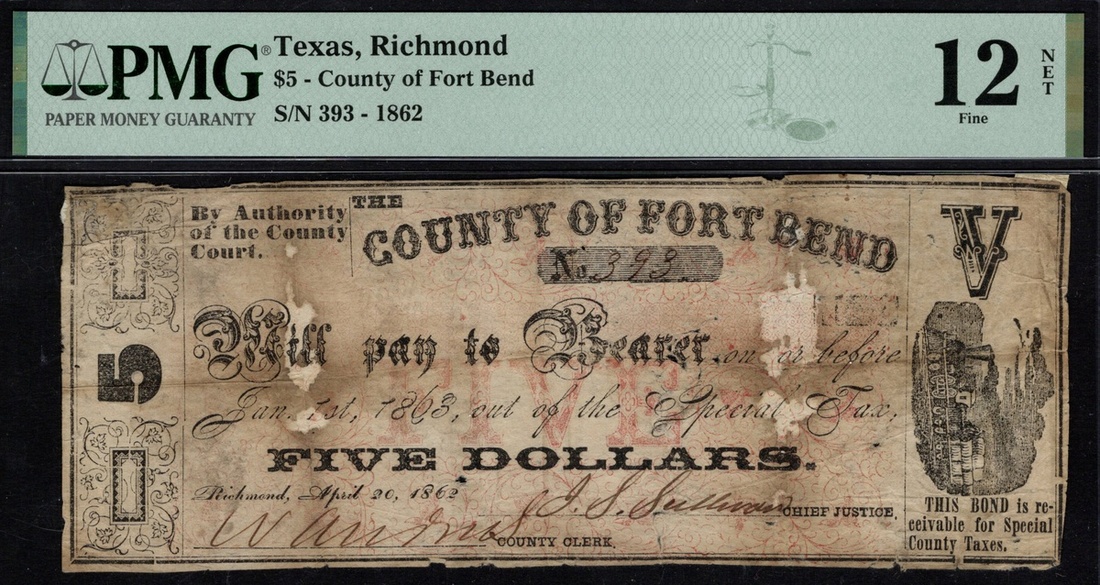 PMG®
PAPER MONEY GUARANTY
Texas, Richmond
$5 - County of Fort Bend
S/N 393 - 1862
12
NET
Fine
By Authority
of the County
Court.
THE
COUNTY OF FORT BEND
No. 393
V
5
FIVE
Will pay to Bearer, on or before
Jan. 1st, 1863, out of the Special Tax,
FIVE DOLLARS.
Richmond, April 20, 1862
J. S. Sullivan CHIEF JUSTICE.
COUNTY CLERK.
THIS BOND is re-
ceivable for Special
County Taxes.